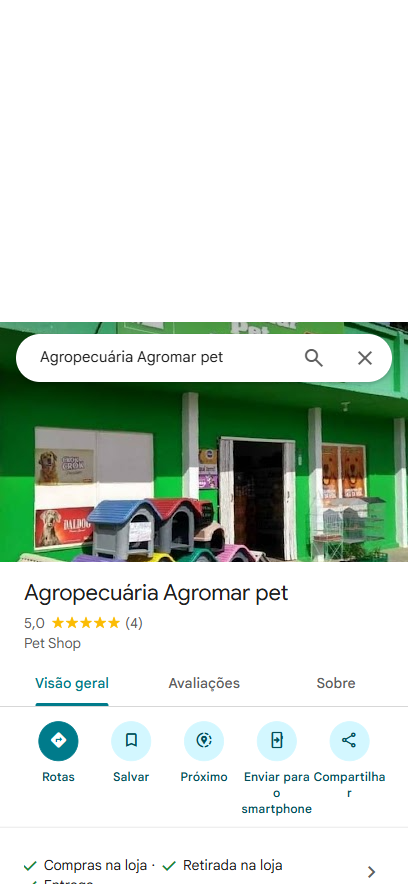 Pet
Agropecuária Agromar pet
DALDOG
Agropecuária Agromar pet
5,0 (4)
Pet Shop
Visão geral Avaliações Sobre
Rotas Salvar Próximo Enviar para o smartphone Compartilhar
Compras na loja · Retirada na loja
Entrega